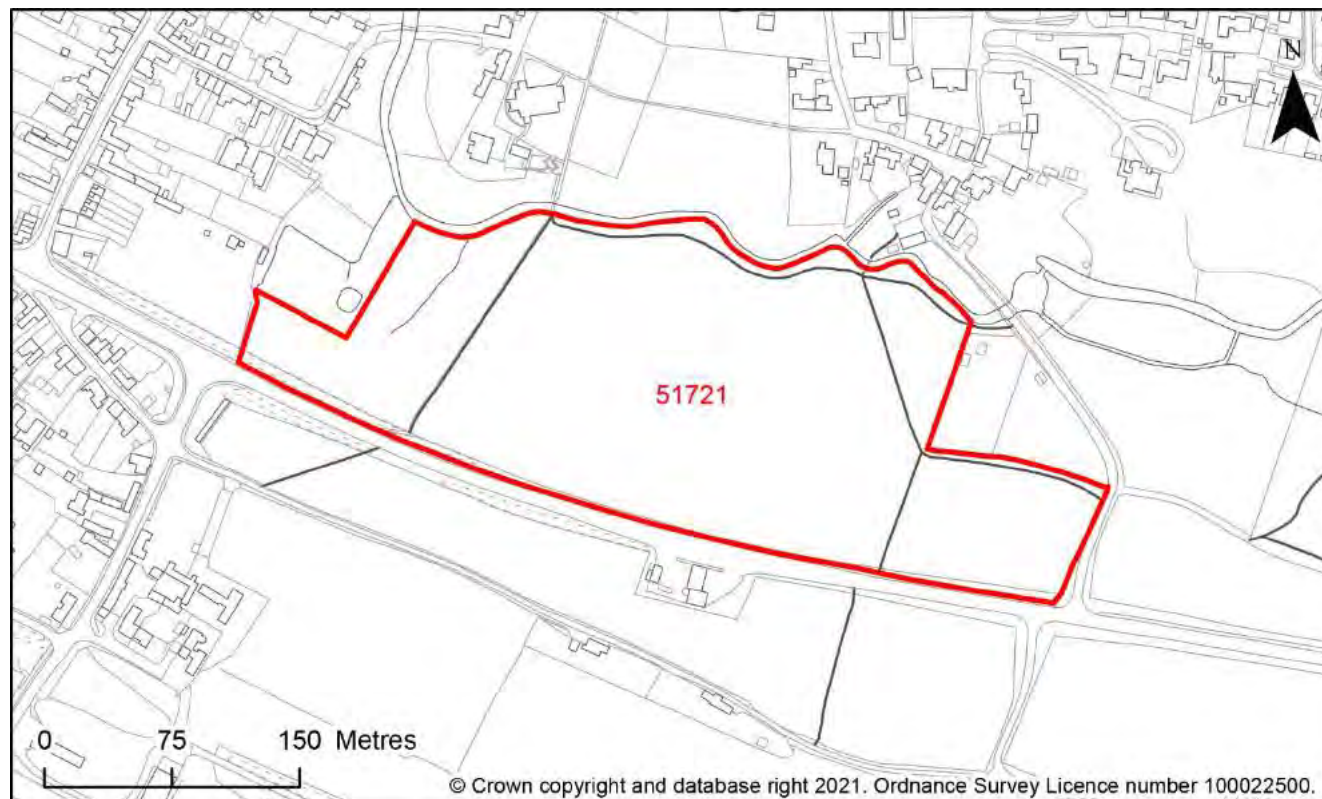 N
51721
0 75 150 Metres
© Crown copyright and database right 2021. Ordnance Survey Licence number 100022500.